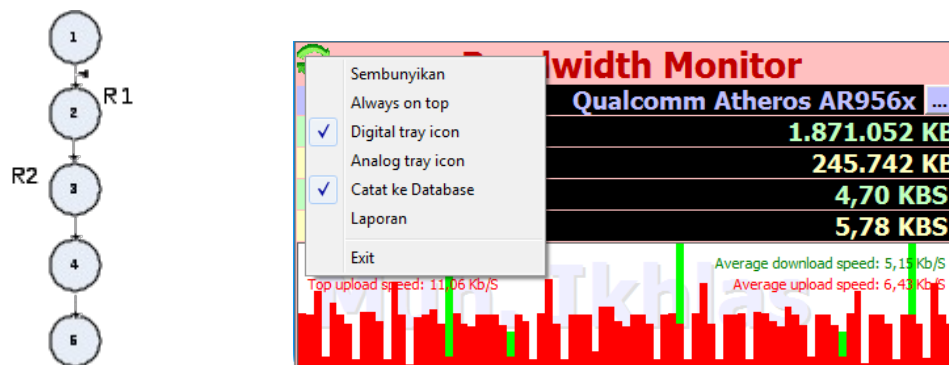 1
R1
2
R2
3
4
Bandwidth Monitor
Sembunyikan
Always on top
Digital tray icon
Analog tray icon
Catat ke Database
Laporan
Exit
Qualcomm Atheros AR956x ...
1.871.052 KB
245.742 KB
4,70 KBS
5,78 KBS
Average download speed: 5,15 Kb/S
Top upload speed: 11,06 Kb/S
Average upload speed: 6,43 Kb/S